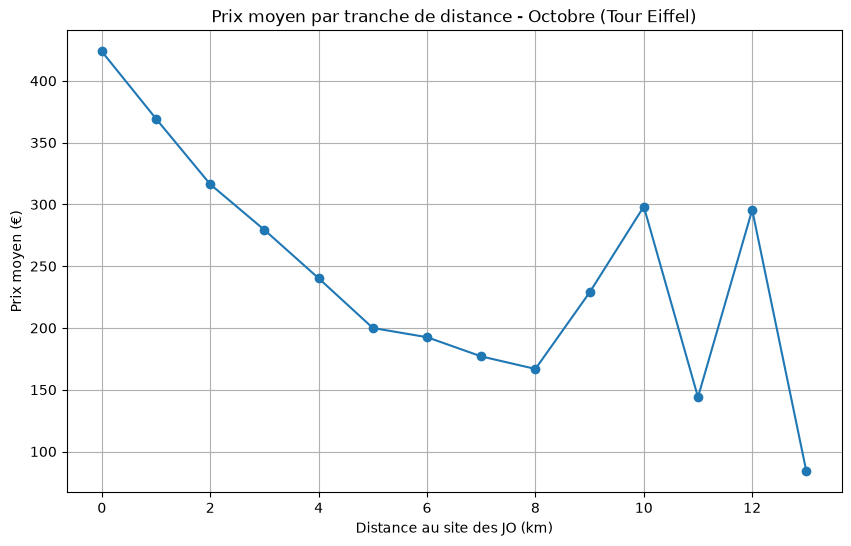 Prix moyen par tranche de distance - Octobre (Tour Eiffel)
Prix moyen (€)
400
350
300
250
200
150
100
0 2 4 6 8 10 12
Distance au site des JO (km)